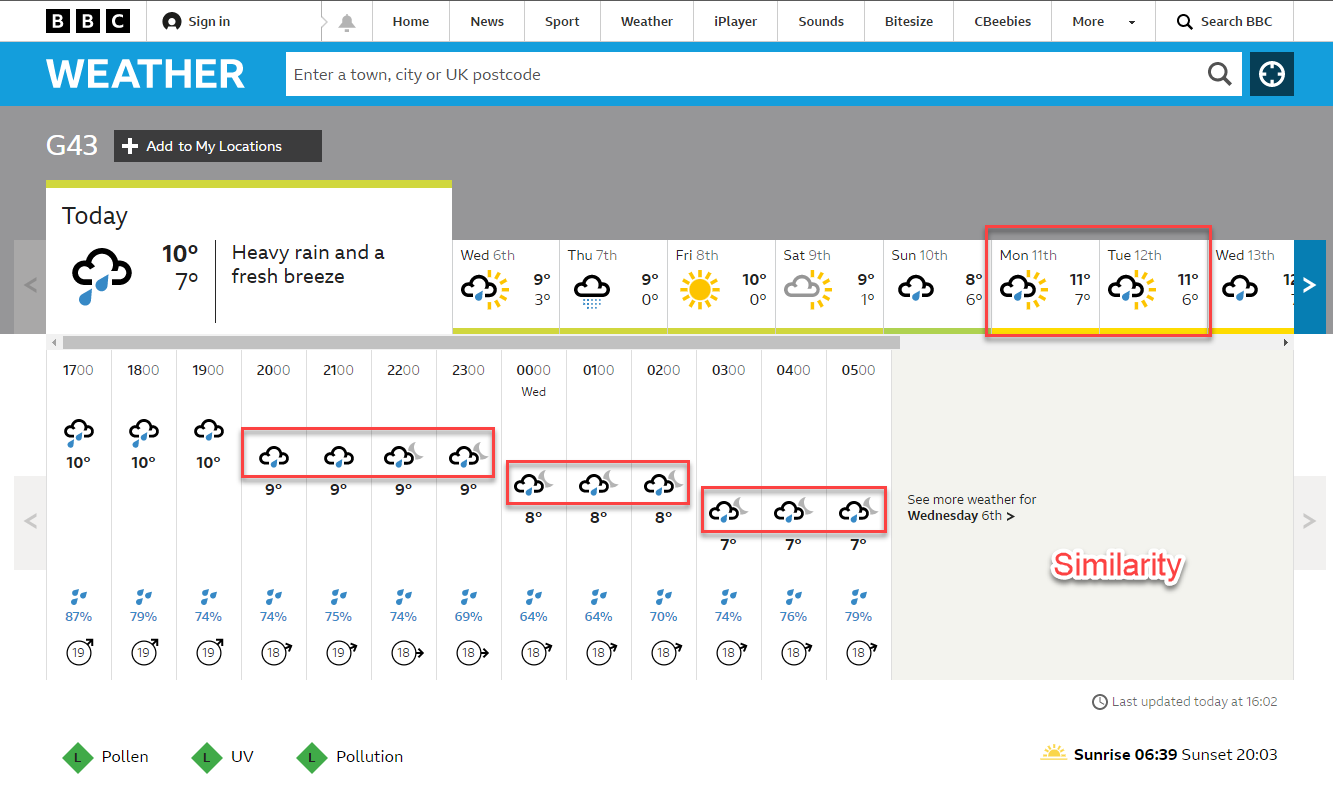 BBC Sign in Home News Sport Weather iPlayer Sounds Bitesize CBeebies More Search BBC
WEATHER Enter a town, city or UK postcode
G43 Add to My Locations
Today
10° 7° Heavy rain and a
fresh breeze
Wed 6th Thu 7th Fri 8th Sat 9th Sun 10th Mon 11th Tue 12th Wed 13th
9° 9° 10° 9° 8° 11° 11° 12
3° 0° 0° 1° 6° 7° 6°
1700 1800 1900 2000 2100 2200 2300 0000 0100 0200 0300 0400 0500
Wed
10° 10° 10° 9° 9° 9° 9° 8° 8° 8° 7° 7° 7°
See more weather for
Wednesday 6th >
Similarity
87% 79% 74% 74% 75% 74% 69% 64% 64% 70% 74% 76% 79%
19 19 19 18 19 18 18 18 18 18 18 18 18
Last updated today at 16:02
L Pollen L UV L Pollution Sunrise 06:39 Sunset 20:03